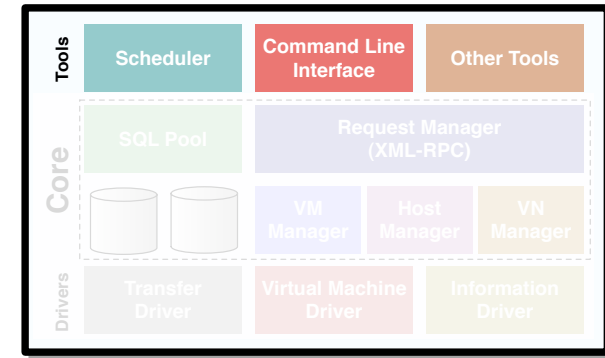 Tools
Scheduler
Command Line
Interface
Other Tools
Core
SQL Pool
Request Manager
(XML-RPC)
VM
Manager
Host
Manager
VN
Manager
Drivers
Transfer
Driver
Virtual Machine
Driver
Information
Driver